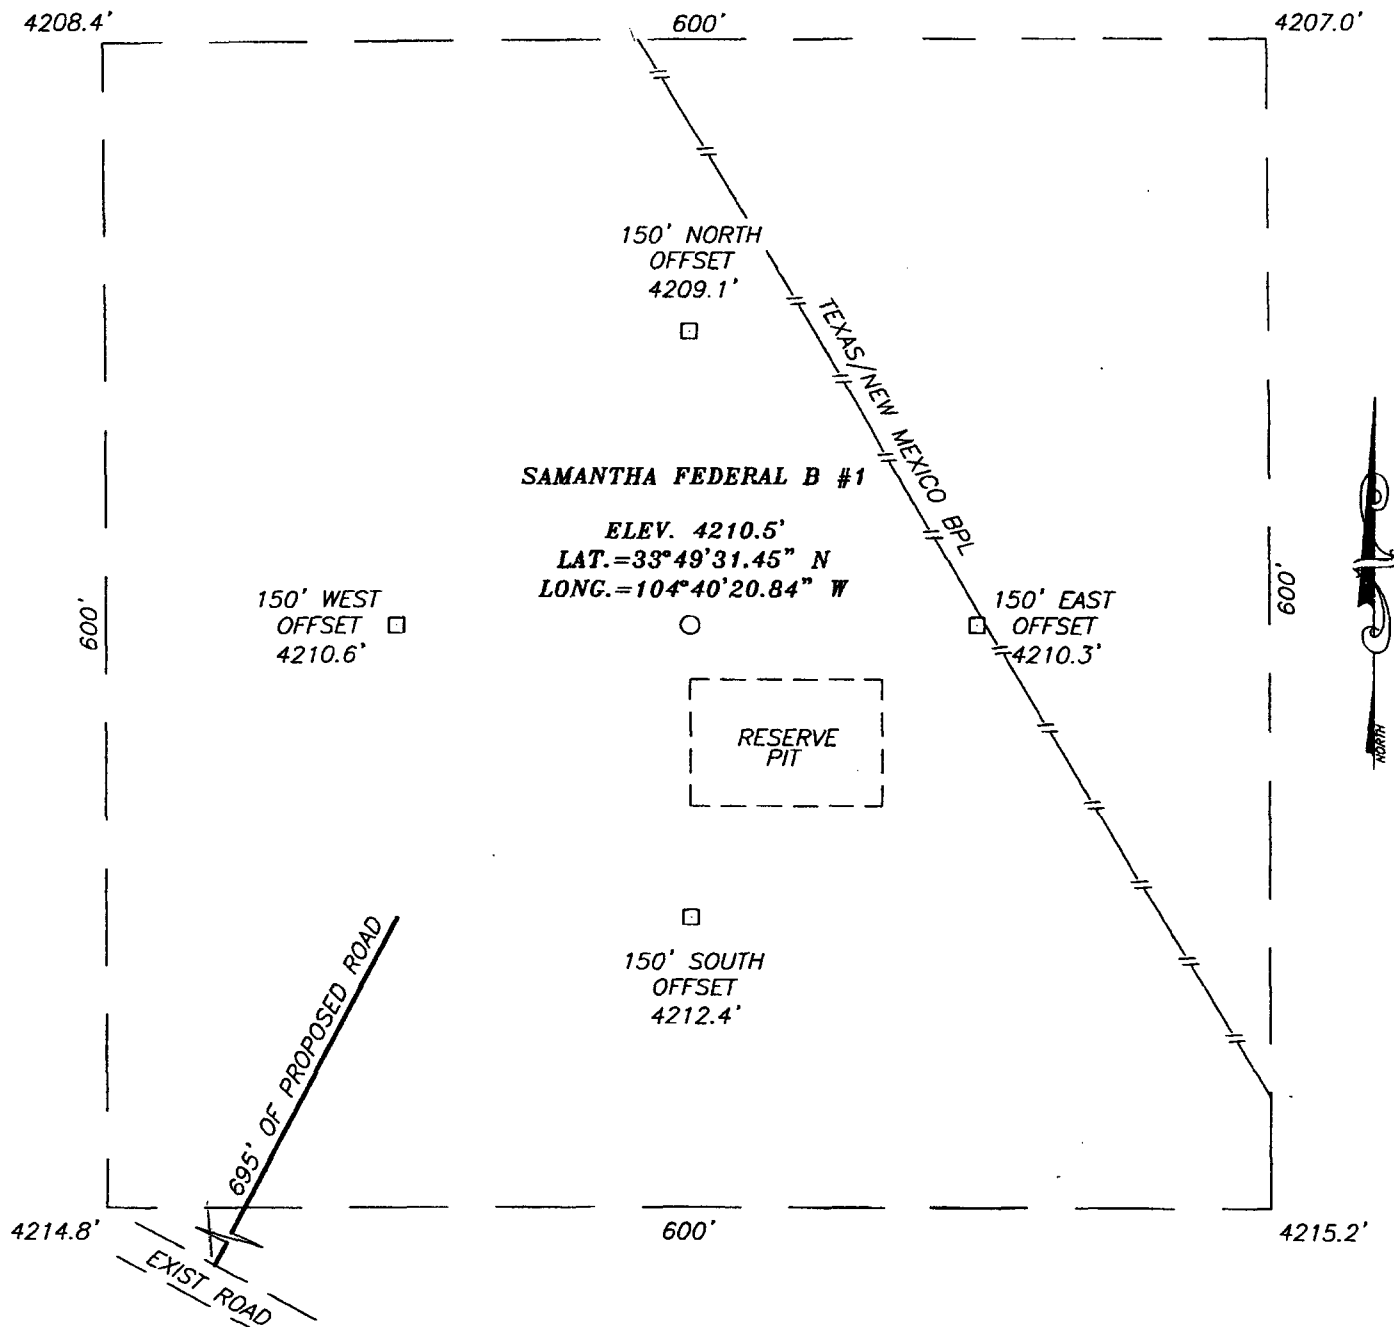 4208.4'
600'
4207.0'
150' NORTH
OFFSET
4209.1'
TEXAS/NEW MEXICO BPL
SAMANTHA FEDERAL B #1
ELEV. 4210.5'
LAT.=33°49'31.45" N
LONG.=104°40'20.84" W
600'
150' WEST
OFFSET
4210.6'
150' EAST
OFFSET
4210.3'
600'
NORTH
RESERVE
PIT
150' SOUTH
OFFSET
4212.4'
695' OF PROPOSED ROAD
4214.8'
600'
4215.2'
EXIST ROAD